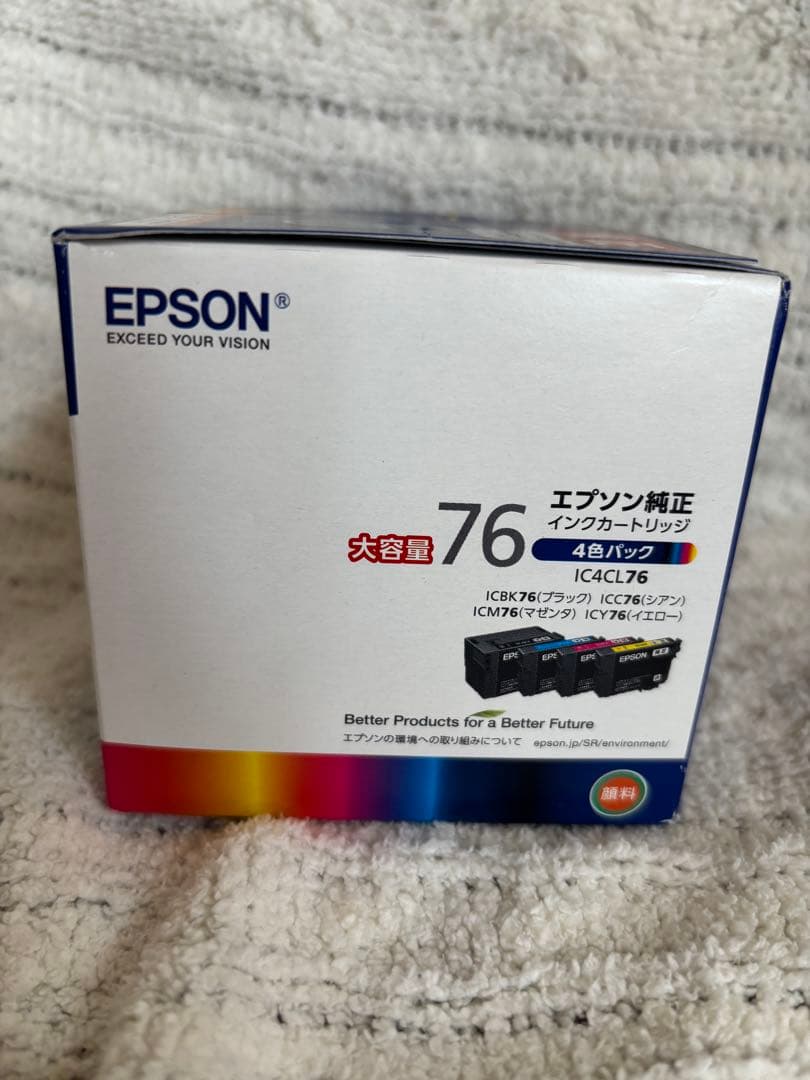 EPSON®
EXCEED YOUR VISION
大容量 76
エプソン純正
インクカートリッジ
4色パック
IC4CL76
ICBK76(ブラック) ICC76(シアン)
ICM76(マゼンタ) ICY76(イエロー)
EPSON
Better Products for a Better Future
エプソンの環境への取り組みについて epson.jp/SR/environment/
顔料